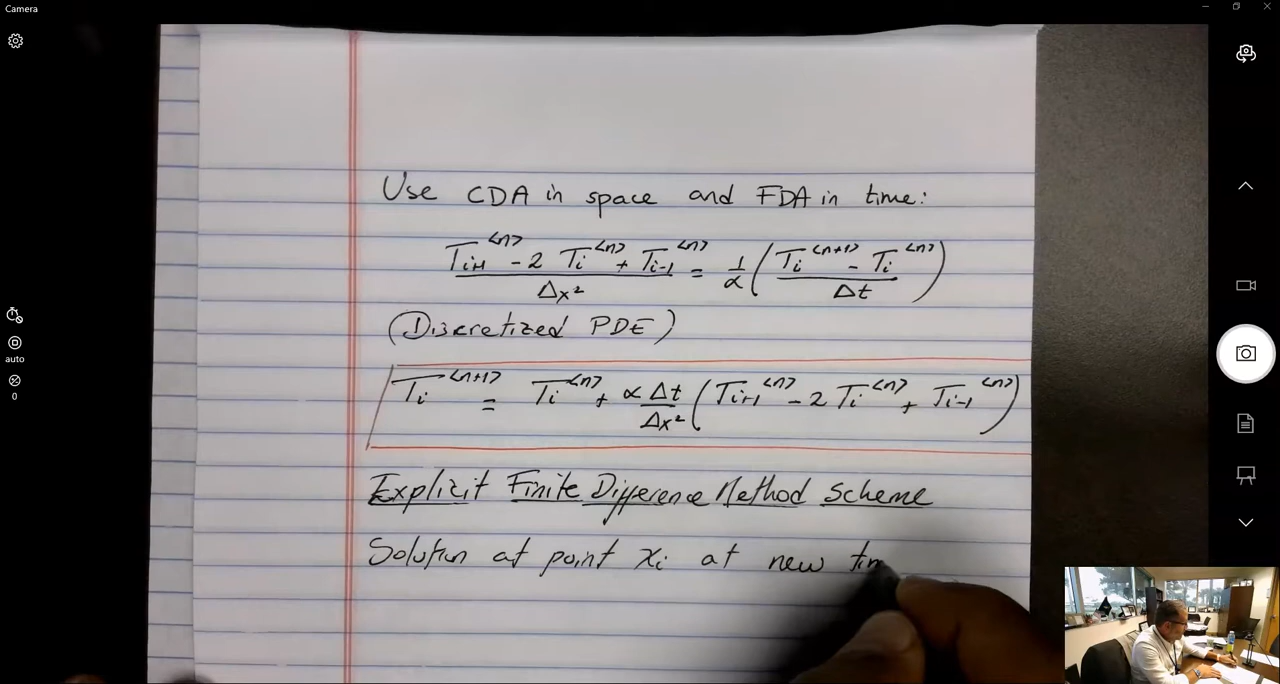 Camera
Use CDA in space and FDA in time:
(T_{i+1}^{<n>} - 2 T_i^{<n>} + T_{i-1}^{<n>}) / Δx² = 1/α ((T_i^{<n+1>} - T_i^{<n>}) / Δt)
(Discretized PDE)
T_i^{<n+1>} = T_i^{<n>} + α Δt / Δx² (T_{i+1}^{<n>} - 2 T_i^{<n>} + T_{i-1}^{<n>})
Explicit Finite Difference Method Scheme
Solution at point x_i at new tim
auto
0